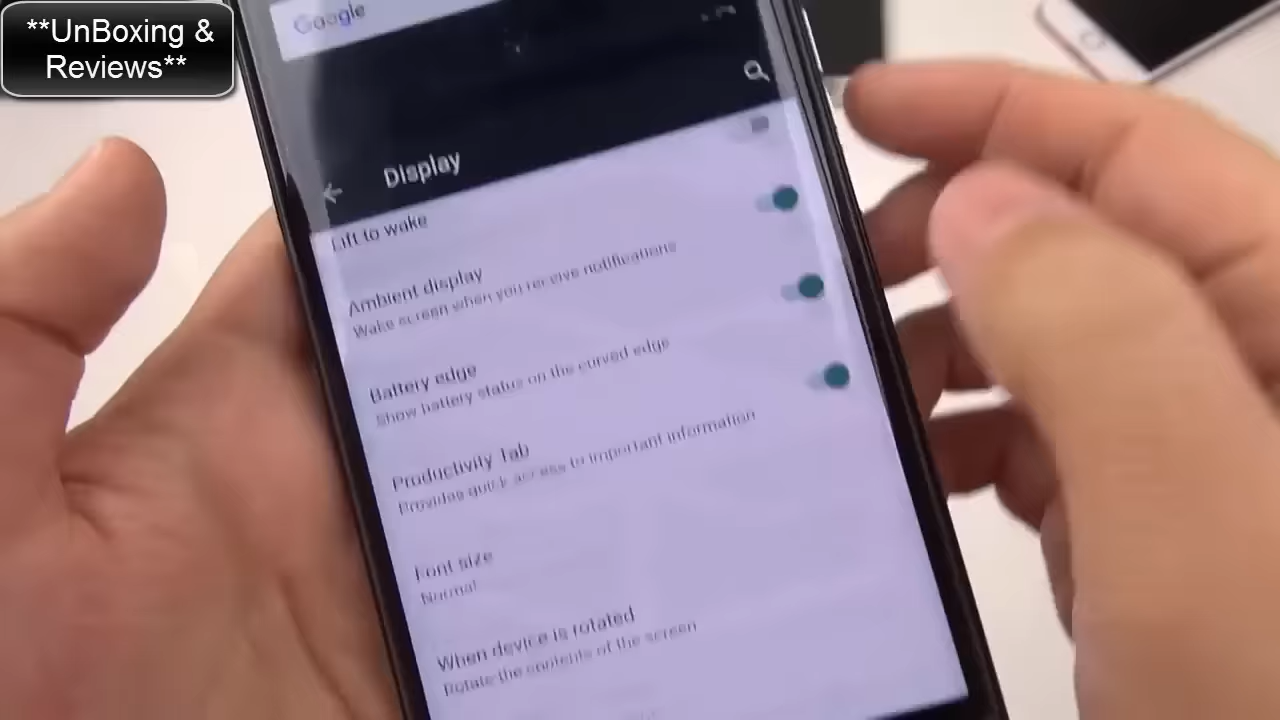 **UnBoxing &
Reviews**
Google
Display
Lift to wake
Ambient display
Wake screen when you receive notifications
Battery edge
Show battery status on the curved edge
Productivity Tab
Provides quick access to important information
Font size
Normal
When device is rotated
Rotate the contents of the screen